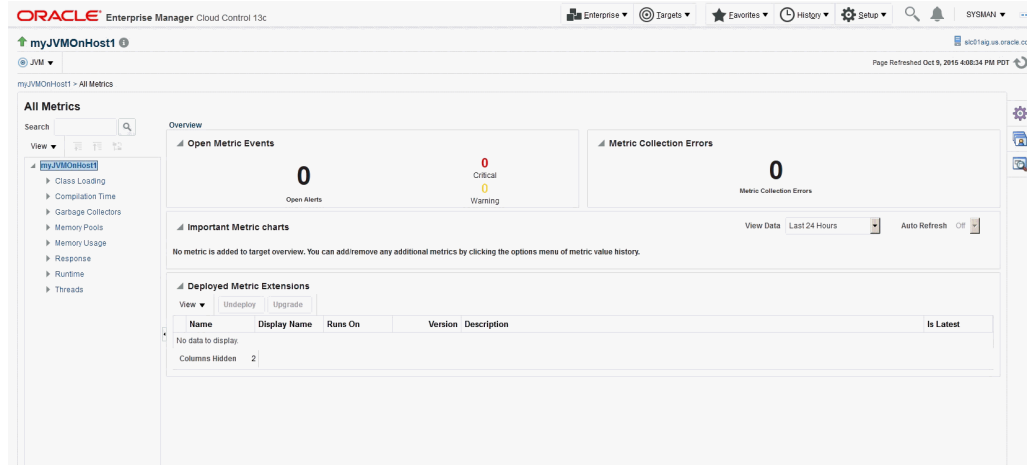 ORACLE Enterprise Manager Cloud Control 13c
Enterprise Targets Favorites History Setup SYSMAN
myJVMOnHost1
JVM
Page Refreshed Oct 9, 2015 4:08:34 PM PDT
myJVMOnHost1 > All Metrics
All Metrics
Search
View
myJVMOnHost1
Class Loading
Compilation Time
Garbage Collectors
Memory Pools
Memory Usage
Response
Runtime
Threads
Overview
Open Metric Events
0
Open Alerts
0
Critical
0
Warning
Metric Collection Errors
0
Metric Collection Errors
Important Metric charts
View Data Last 24 Hours Auto Refresh Off
No metric is added to target overview. You can add/remove any additional metrics by clicking the options menu of metric value history.
Deployed Metric Extensions
View Undeploy Upgrade
Name Display Name Runs On Version Description Is Latest
No data to display.
Columns Hidden 2